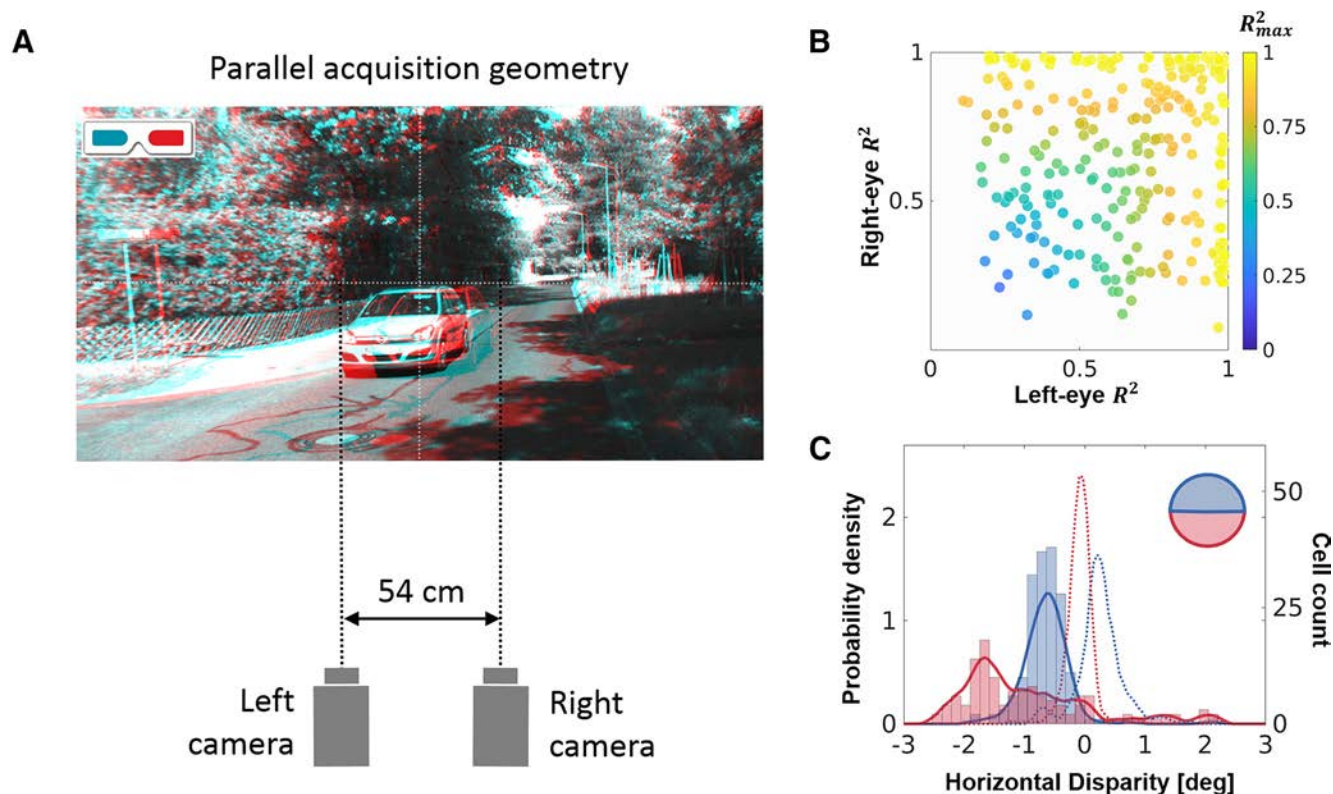 A
Parallel acquisition geometry
54 cm
Left
camera
Right
camera
B
R²max
1
0.75
0.5
0.25
0
Right-eye R²
1
0.5
0
0.5
1
Left-eye R²
C
Probability density
2
1
0
50
25
0
Cell count
-3
-2
-1
0
1
2
3
Horizontal Disparity [deg]